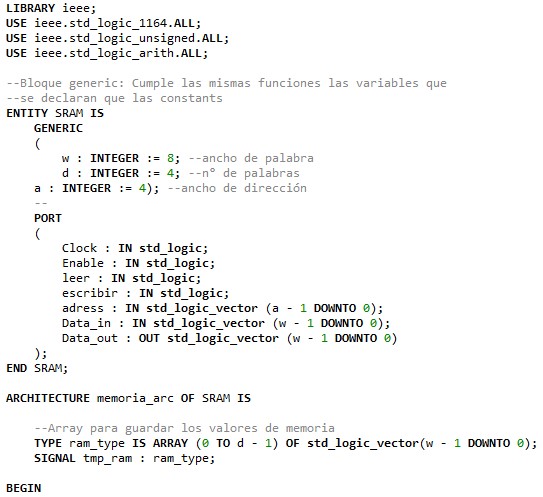 LIBRARY ieee;
USE ieee.std_logic_1164.ALL;
USE ieee.std_logic_unsigned.ALL;
USE ieee.std_logic_arith.ALL;

--Bloque generic: Cumple las mismas funciones las variables que
--se declaran que las constants
ENTITY SRAM IS
    GENERIC
    (
        w : INTEGER := 8; --ancho de palabra
        d : INTEGER := 4; --nº de palabras
    a : INTEGER := 4); --ancho de dirección
    --
    PORT
    (
        Clock : IN std_logic;
        Enable : IN std_logic;
        leer : IN std_logic;
        escribir : IN std_logic;
        adress : IN std_logic_vector (a - 1 DOWNTO 0);
        Data_in : IN std_logic_vector (w - 1 DOWNTO 0);
        Data_out : OUT std_logic_vector (w - 1 DOWNTO 0)
    );
END SRAM;

ARCHITECTURE memoria_arc OF SRAM IS

    --Array para guardar los valores de memoria
    TYPE ram_type IS ARRAY (0 TO d - 1) OF std_logic_vector(w - 1 DOWNTO 0);
    SIGNAL tmp_ram : ram_type;

BEGIN